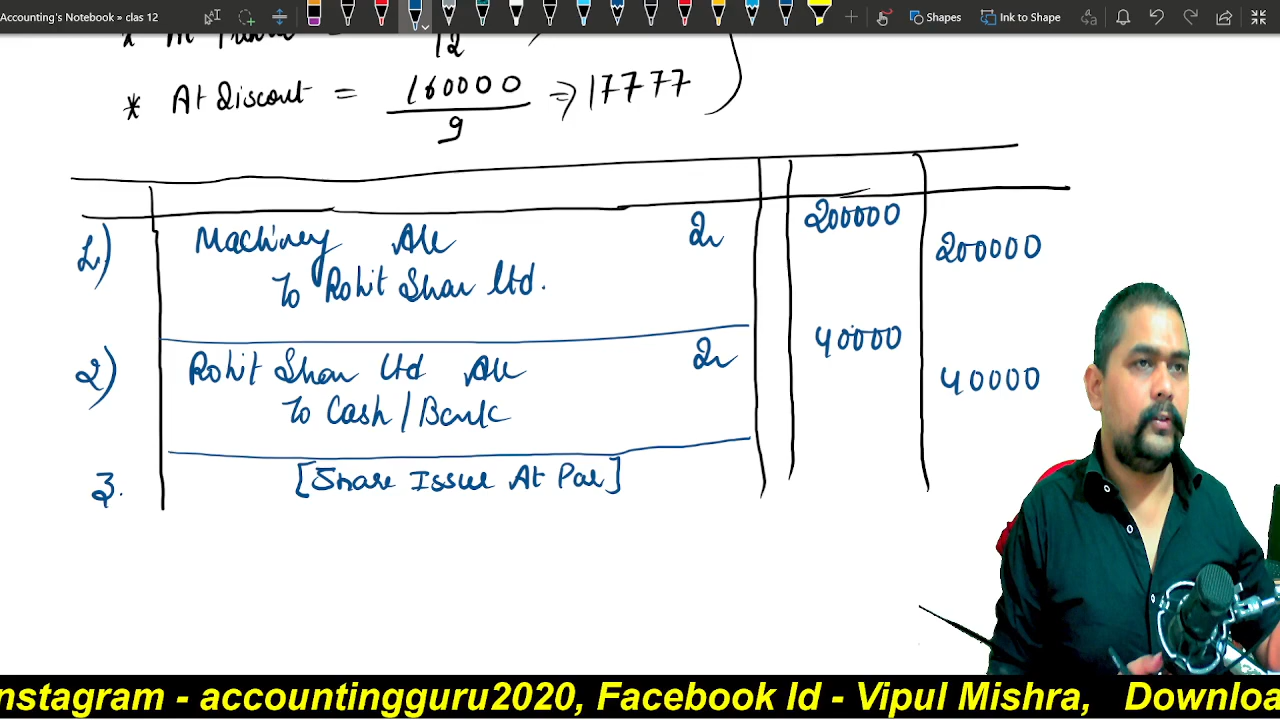 Accounting's Notebook » clas 12
Shapes
Ink to Shape
12
* At Discout = 160000 / 9 => 17777
1) Machinery A/c Dr 200000
To Rohit Shar Ltd. 200000
2) Rohit Shar Ltd A/c Dr 40000
To Cash/Bank 40000
3. [Share Issue At Par]
nstagram - accountingguru2020, Facebook Id - Vipul Mishra, Downloa